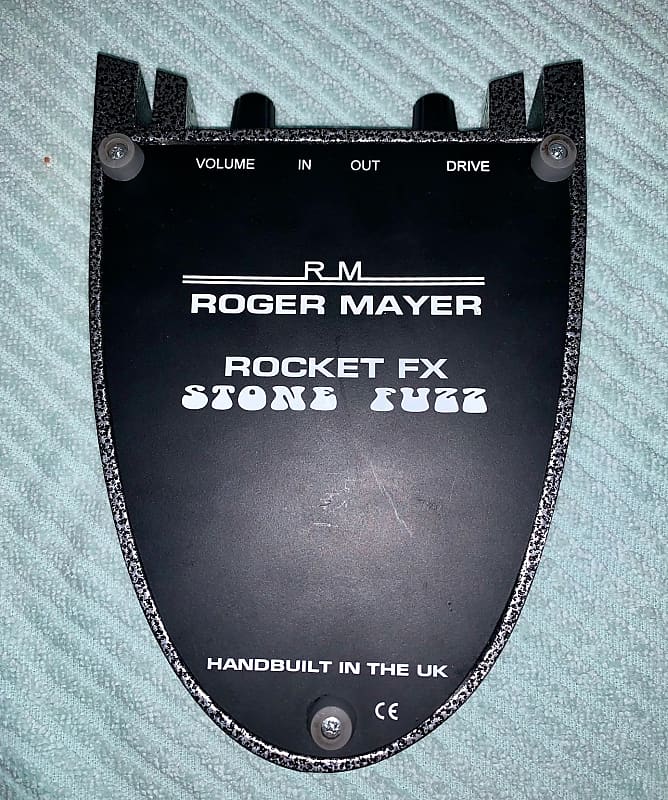 VOLUME IN OUT DRIVE
RM
ROGER MAYER
ROCKET FX
STONE FUZZ
HANDBUILT IN THE UK
CE